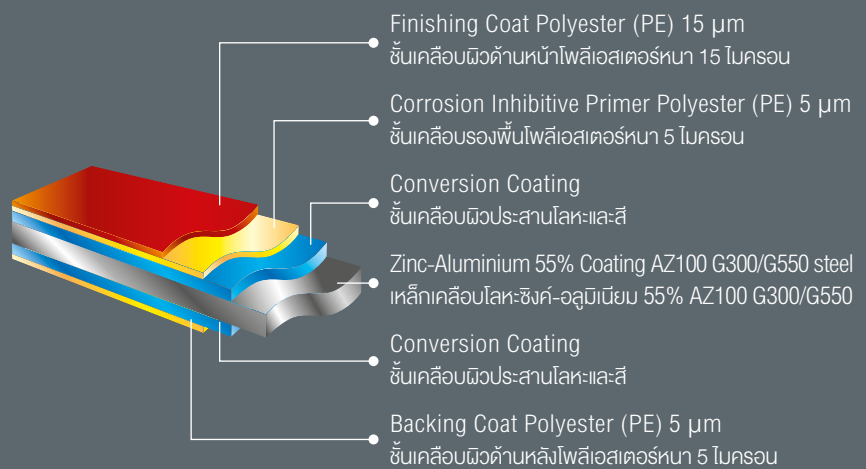 Finishing Coat Polyester (PE) 15 µm
ชั้นเคลือบผิวด้านหน้าโพลีเอสเตอร์หนา 15 ไมครอน
Corrosion Inhibitive Primer Polyester (PE) 5 µm
ชั้นเคลือบรองพื้นโพลีเอสเตอร์หนา 5 ไมครอน
Conversion Coating
ชั้นเคลือบผิวประสานโลหะและสี
Zinc-Aluminium 55% Coating AZ100 G300/G550 steel
เหล็กเคลือบโลหะซิงค์-อลูมิเนียม 55% AZ100 G300/G550
Conversion Coating
ชั้นเคลือบผิวประสานโลหะและสี
Backing Coat Polyester (PE) 5 µm
ชั้นเคลือบผิวด้านหลังโพลีเอสเตอร์หนา 5 ไมครอน